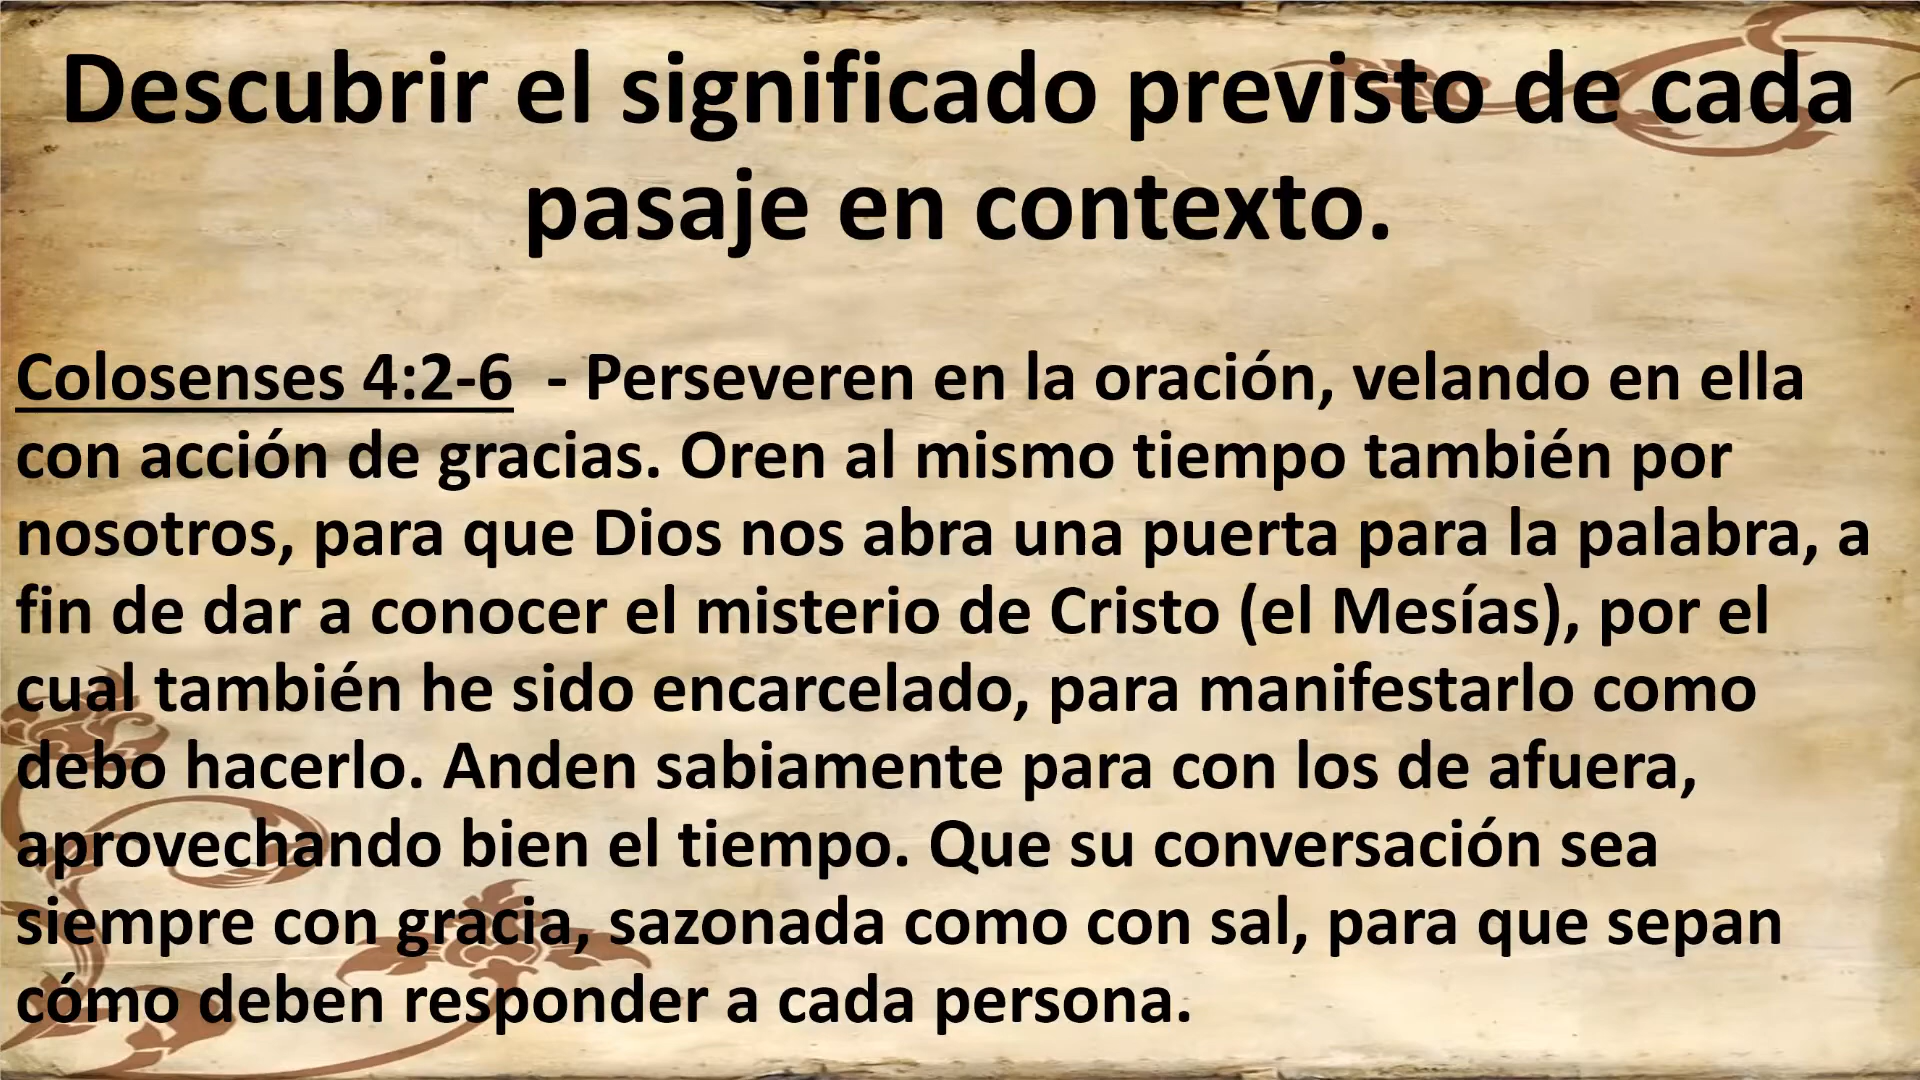 Descubrir el significado previsto de cada
pasaje en contexto.
Colosenses 4:2-6 - Perseveren en la oración, velando en ella
con acción de gracias. Oren al mismo tiempo también por
nosotros, para que Dios nos abra una puerta para la palabra, a
fin de dar a conocer el misterio de Cristo (el Mesías), por el
cual también he sido encarcelado, para manifestarlo como
debo hacerlo. Anden sabiamente para con los de afuera,
aprovechando bien el tiempo. Que su conversación sea
siempre con gracia, sazonada como con sal, para que sepan
cómo deben responder a cada persona.